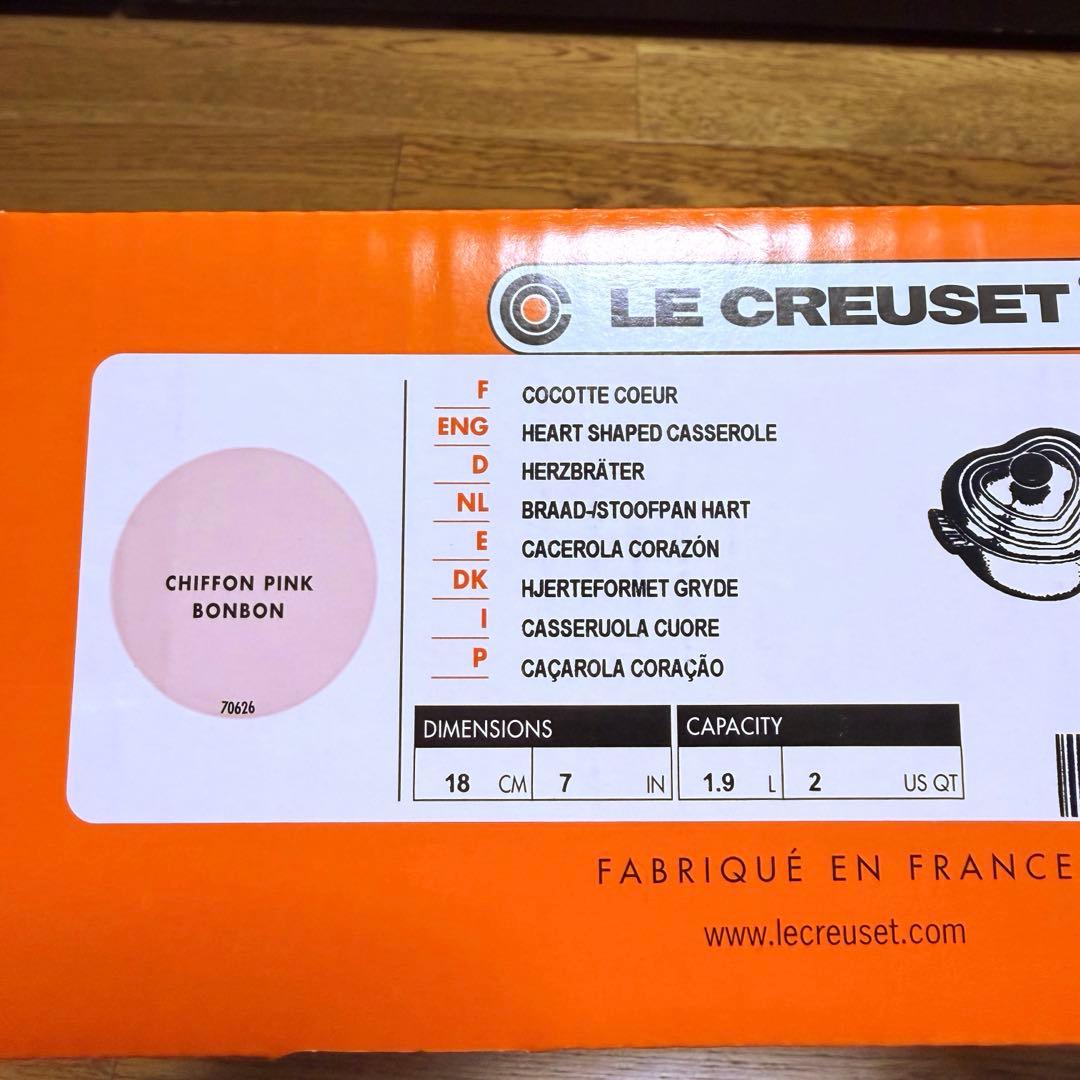 LE CREUSET
CHIFFON PINK
BONBON
70626
F COCOTTE COEUR
ENG HEART SHAPED CASSEROLE
D HERZBRÄTER
NL BRAAD-/STOOFPAN HART
E CACEROLA CORAZÓN
DK HJERTEFORMET GRYDE
I CASSERUOLA CUORE
P CAÇAROLA CORAÇÃO
DIMENSIONS CAPACITY
18 CM 7 IN 1.9 L 2 US QT
FABRIQUÉ EN FRANCE
www.lecreuset.com